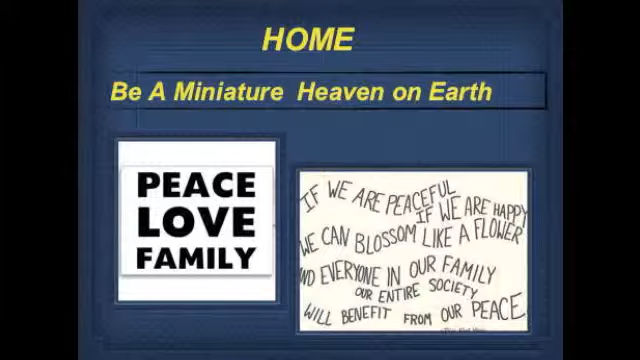 HOME
Be A Miniature Heaven on Earth
PEACE
LOVE
FAMILY
IF WE ARE PEACEFUL
IF WE ARE HAPPY
WE CAN BLOSSOM LIKE A FLOWER
AND EVERYONE IN OUR FAMILY
OUR ENTIRE SOCIETY
WILL BENEFIT FROM OUR PEACE